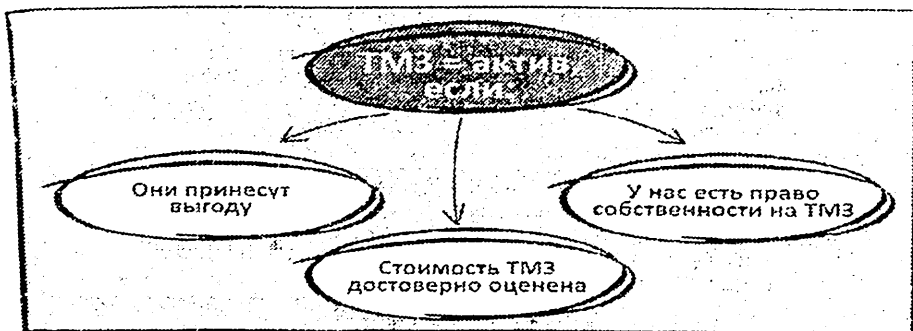 ТМЗ = актив,
если:
Они принесут
выгоду
У нас есть право
собственности на ТМЗ
Стоимость ТМЗ
достоверно оценена